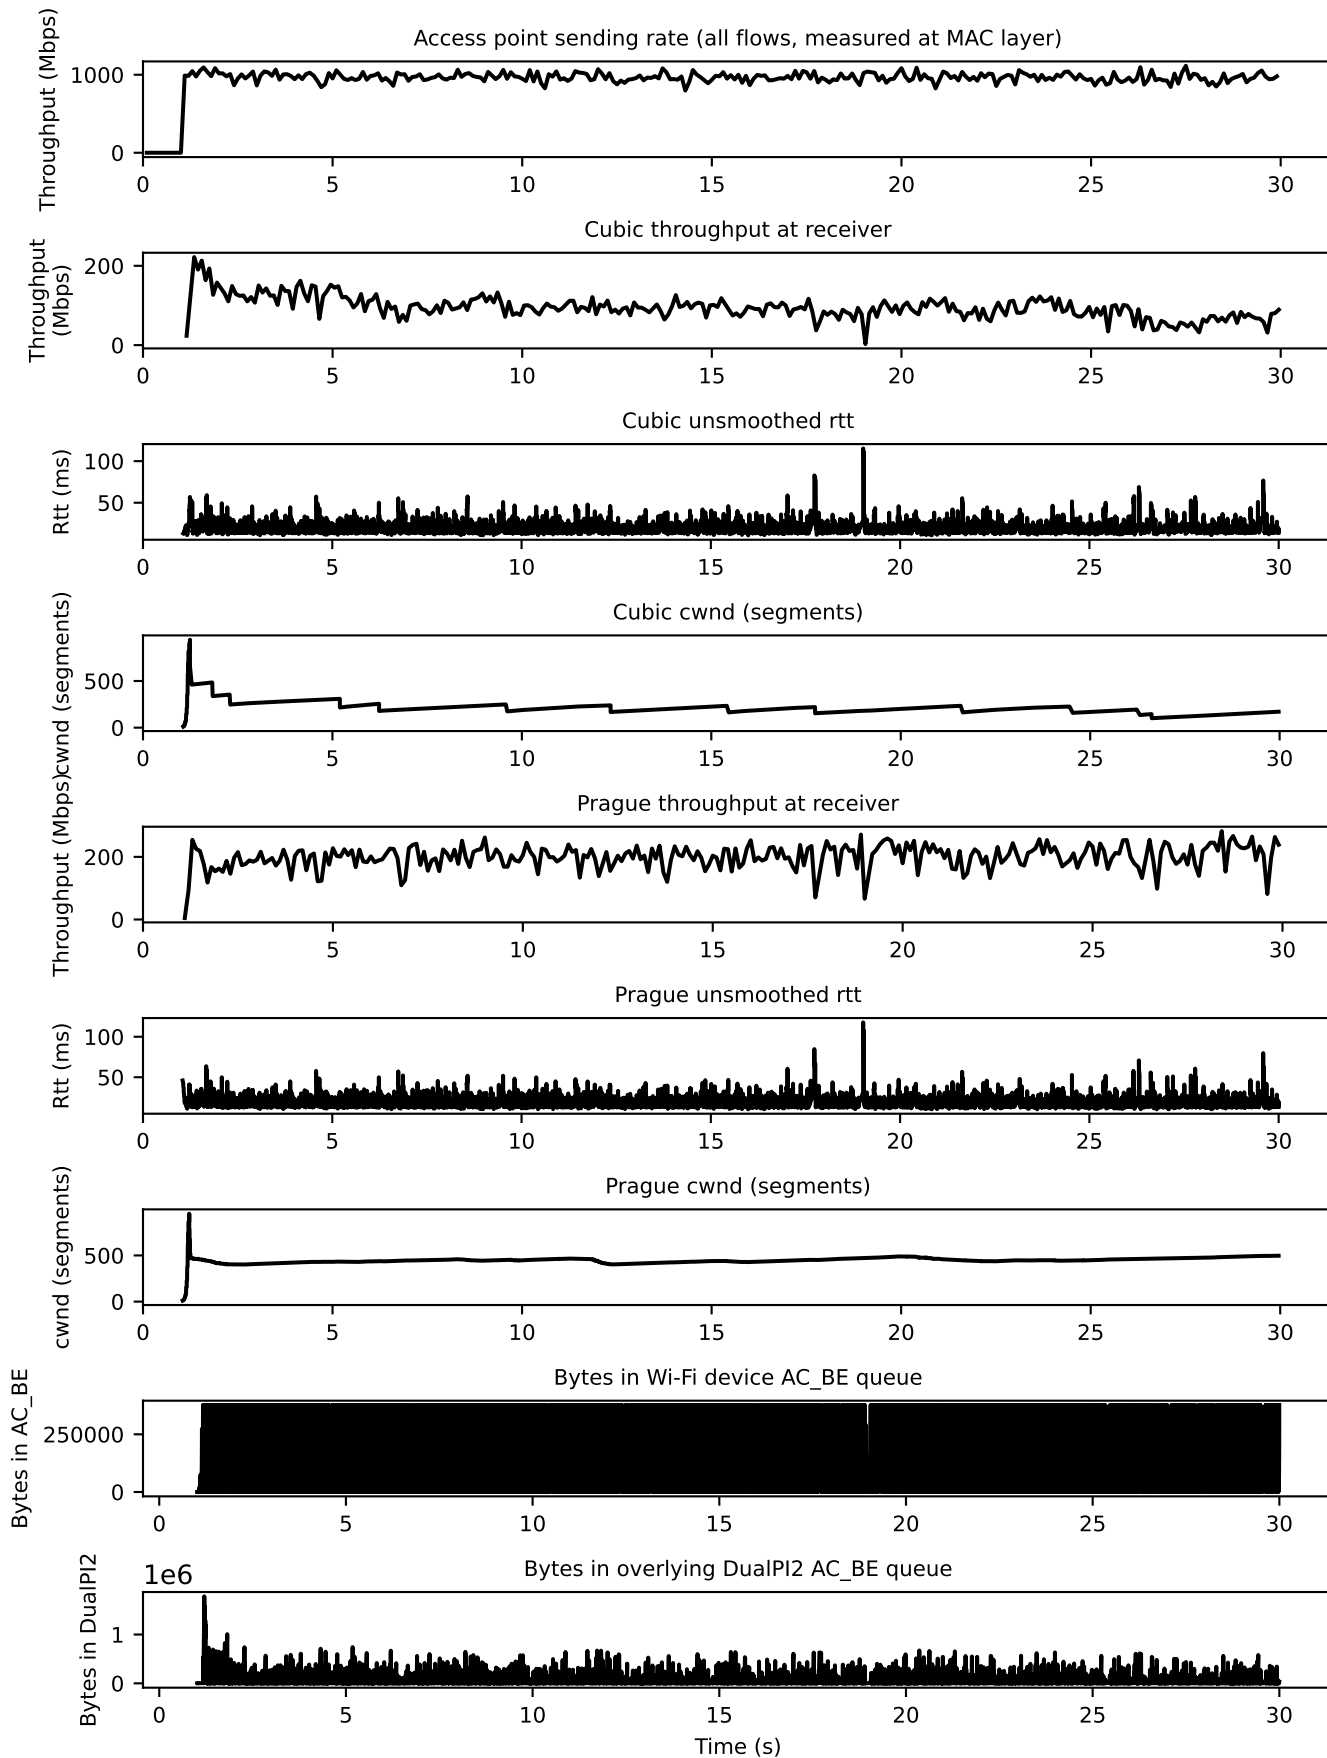 Access point sending rate (all flows, measured at MAC layer)
Throughput (Mbps)
1000
0
0 5 10 15 20 25 30
Cubic throughput at receiver
Throughput
(Mbps)
200
0
0 5 10 15 20 25 30
Cubic unsmoothed rtt
Rtt (ms)
100
50
0 5 10 15 20 25 30
Cubic cwnd (segments)
cwnd (segments)
500
0
0 5 10 15 20 25 30
Prague throughput at receiver
Throughput (Mbps)
200
0
0 5 10 15 20 25 30
Prague unsmoothed rtt
Rtt (ms)
100
50
0 5 10 15 20 25 30
Prague cwnd (segments)
cwnd (segments)
500
0
0 5 10 15 20 25 30
Bytes in Wi-Fi device AC_BE queue
Bytes in AC_BE
250000
0
0 5 10 15 20 25 30
Bytes in overlying DualPI2 AC_BE queue
1e6
Bytes in DualPI2
1
0
0 5 10 15 20 25 30
Time (s)